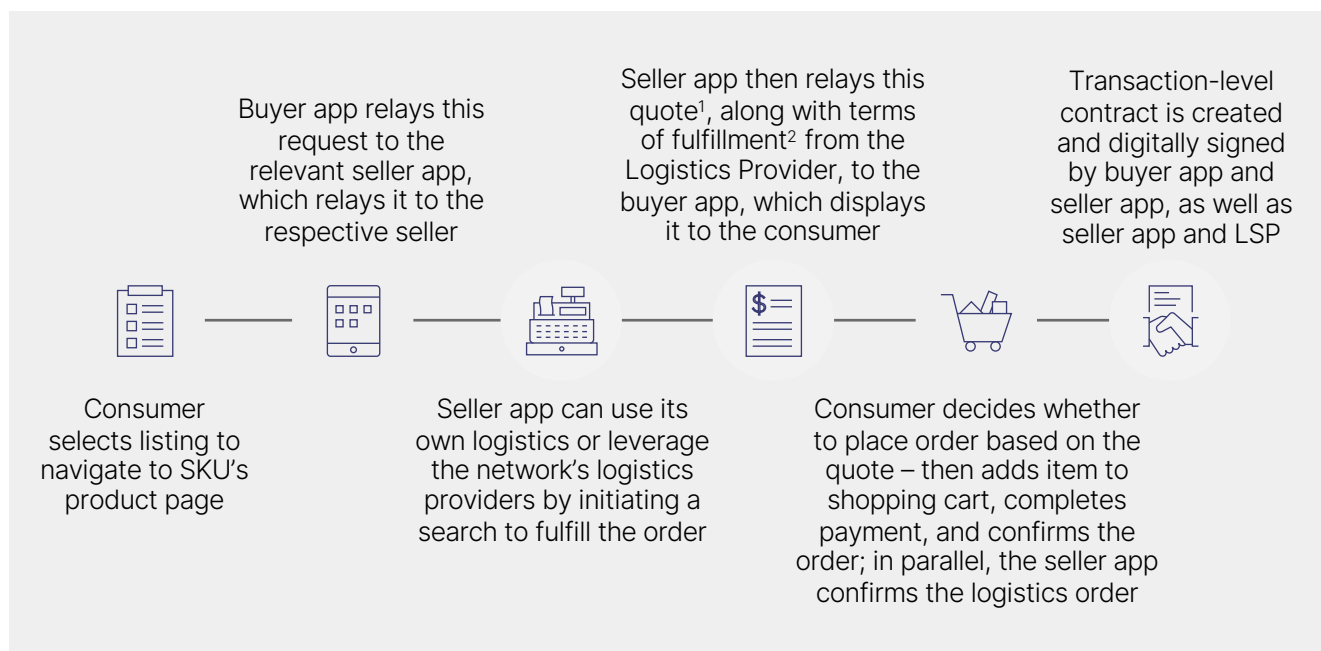 Consumer
selects listing to
navigate to SKU's
product page
Buyer app relays this
request to the
relevant seller app,
which relays it to the
respective seller
Seller app can use its
own logistics or leverage
the network's logistics
providers by initiating a
search to fulfill the order
Seller app then relays this
quote¹, along with terms
of fulfillment² from the
Logistics Provider, to the
buyer app, which displays
it to the consumer
$
Consumer decides whether
to place order based on the
quote – then adds item to
shopping cart, completes
payment, and confirms the
order; in parallel, the seller app
confirms the logistics order
Transaction-level
contract is created
and digitally signed
by buyer app and
seller app, as well as
seller app and LSP